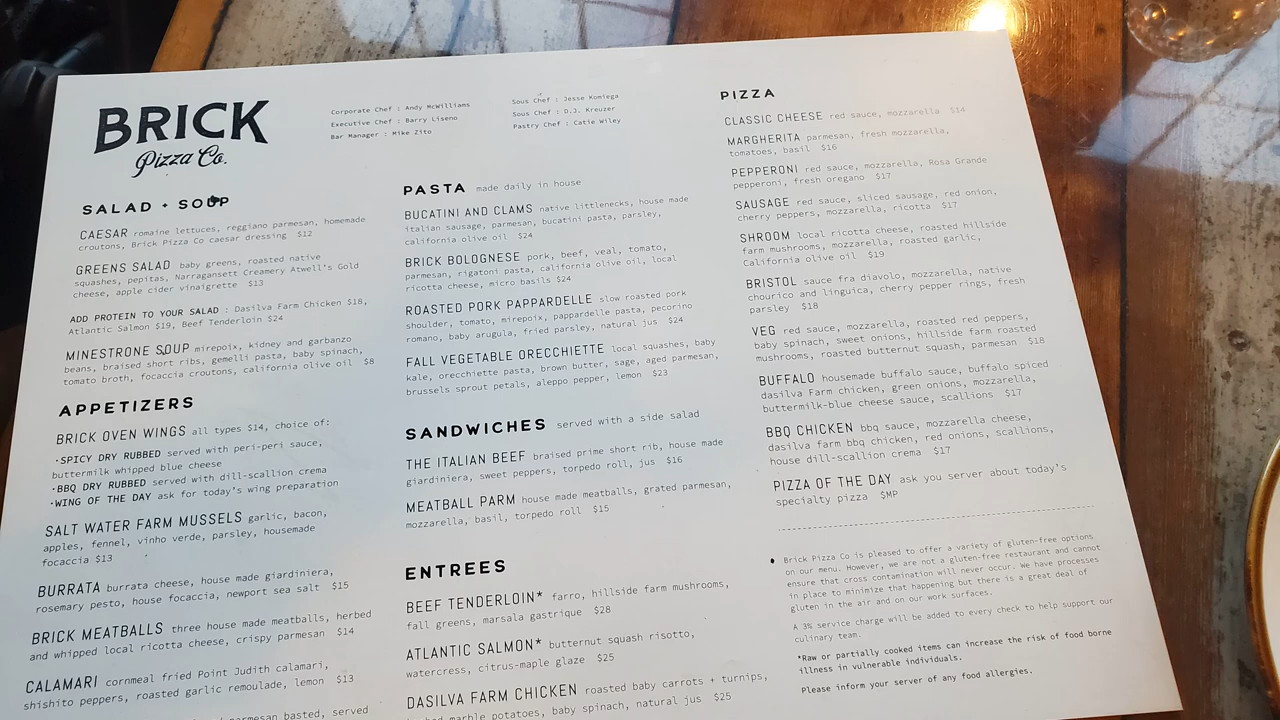 BRICK
Pizza Co.
Corporate Chef : Andy McWilliams
Executive Chef : Barry Liseno
Bar Manager : Mike Zito
Sous Chef : Jesse Komiega
Sous Chef : D.J. Kreuzer
Pastry Chef : Catie Wiley
SALAD + SOUP
CAESAR romaine lettuces, reggiano parmesan, homemade
croutons, Brick Pizza Co caesar dressing $12
GREENS SALAD baby greens, roasted native
squashes, pepitas, Narragansett Creamery Atwell's Gold
cheese, apple cider vinaigrette $13
ADD PROTEIN TO YOUR SALAD : Dasilva Farm Chicken $18,
Atlantic Salmon $19, Beef Tenderloin $24
MINESTRONE SOUP mirepoix, kidney and garbanzo
beans, braised short ribs, gemelli pasta, baby spinach,
tomato broth, focaccia croutons, california olive oil $8
APPETIZERS
BRICK OVEN WINGS all types $14, choice of:
·SPICY DRY RUBBED served with peri-peri sauce,
buttermilk whipped blue cheese
·BBQ DRY RUBBED served with dill-scallion crema
·WING OF THE DAY ask for today's wing preparation
SALT WATER FARM MUSSELS garlic, bacon,
apples, fennel, vinho verde, parsley, housemade
focaccia $13
BURRATA burrata cheese, house made giardiniera,
rosemary pesto, house focaccia, newport sea salt $15
BRICK MEATBALLS three house made meatballs, herbed
and whipped local ricotta cheese, crispy parmesan $14
CALAMARI cornmeal fried Point Judith calamari,
shishito peppers, roasted garlic remoulade, lemon $13
parmesan basted, served
PASTA made daily in house
BUCATINI AND CLAMS native littlenecks, house made
italian sausage, parmesan, bucatini pasta, parsley,
california olive oil $24
BRICK BOLOGNESE pork, beef, veal, tomato,
parmesan, rigatoni pasta, california olive oil, local
ricotta cheese, micro basils $24
ROASTED PORK PAPPARDELLE slow roasted pork
shoulder, tomato, mirepoix, pappardelle pasta, pecorino
romano, baby arugula, fried parsley, natural jus $24
FALL VEGETABLE ORECCHIETTE local squashes, baby
kale, orecchiette pasta, brown butter, sage, aged parmesan,
brussels sprout petals, aleppo pepper, lemon $23
SANDWICHES served with a side salad
THE ITALIAN BEEF braised prime short rib, house made
giardiniera, sweet peppers, torpedo roll, jus $16
MEATBALL PARM house made meatballs, grated parmesan,
mozzarella, basil, torpedo roll $15
ENTREES
BEEF TENDERLOIN* farro, hillside farm mushrooms,
fall greens, marsala gastrique $28
ATLANTIC SALMON* butternut squash risotto,
watercress, citrus-maple glaze $25
DASILVA FARM CHICKEN roasted baby carrots + turnips,
marble potatoes, baby spinach, natural jus $25
PIZZA
CLASSIC CHEESE red sauce, mozzarella $14
MARGHERITA parmesan, fresh mozzarella,
tomatoes, basil $16
PEPPERONI red sauce, mozzarella, Rosa Grande
pepperoni, fresh oregano $17
SAUSAGE red sauce, sliced sausage, red onion,
cherry peppers, mozzarella, ricotta $17
SHROOM local ricotta cheese, roasted hillside
farm mushrooms, mozzarella, roasted garlic,
California olive oil $19
BRISTOL sauce fra diavolo, mozzarella, native
chourico and linguica, cherry pepper rings, fresh
parsley $18
VEG red sauce, mozzarella, roasted red peppers,
baby spinach, sweet onions, hillside farm roasted
mushrooms, roasted butternut squash, parmesan $18
BUFFALO housemade buffalo sauce, buffalo spiced
dasilva Farm chicken, green onions, mozzarella,
buttermilk-blue cheese sauce, scallions $17
BBQ CHICKEN bbq sauce, mozzarella cheese,
dasilva farm bbq chicken, red onions, scallions,
house dill-scallion crema $17
PIZZA OF THE DAY ask you server about today's
specialty pizza $MP
Brick Pizza Co is pleased to offer a variety of gluten-free options
on our menu. However, we are not a gluten-free restaurant and cannot
ensure that cross contamination will never occur. We have processes
in place to minimize that happening but there is a great deal of
gluten in the air and on our work surfaces.
A 3% service charge will be added to every check to help support our
culinary team.
*Raw or partially cooked items can increase the risk of food borne
illness in vulnerable individuals.
Please inform your server of any food allergies.